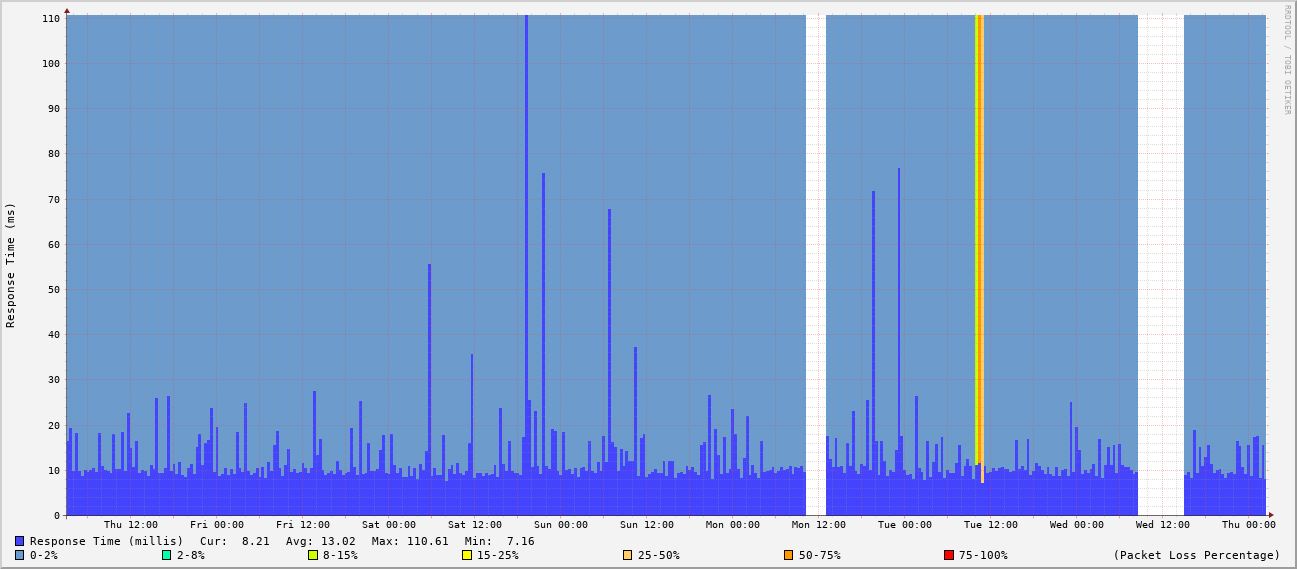 RRDTOOL / TOBI OETIKER
Response Time (ms)
110
100
90
80
70
60
50
40
30
20
10
0
Thu 12:00 Fri 00:00 Fri 12:00 Sat 00:00 Sat 12:00 Sun 00:00 Sun 12:00 Mon 00:00 Mon 12:00 Tue 00:00 Tue 12:00 Wed 00:00 Wed 12:00 Thu 00:00
Response Time (millis) Cur: 8.21 Avg: 13.02 Max: 110.61 Min: 7.16
0-2% 2-8% 8-15% 15-25% 25-50% 50-75% 75-100% (Packet Loss Percentage)